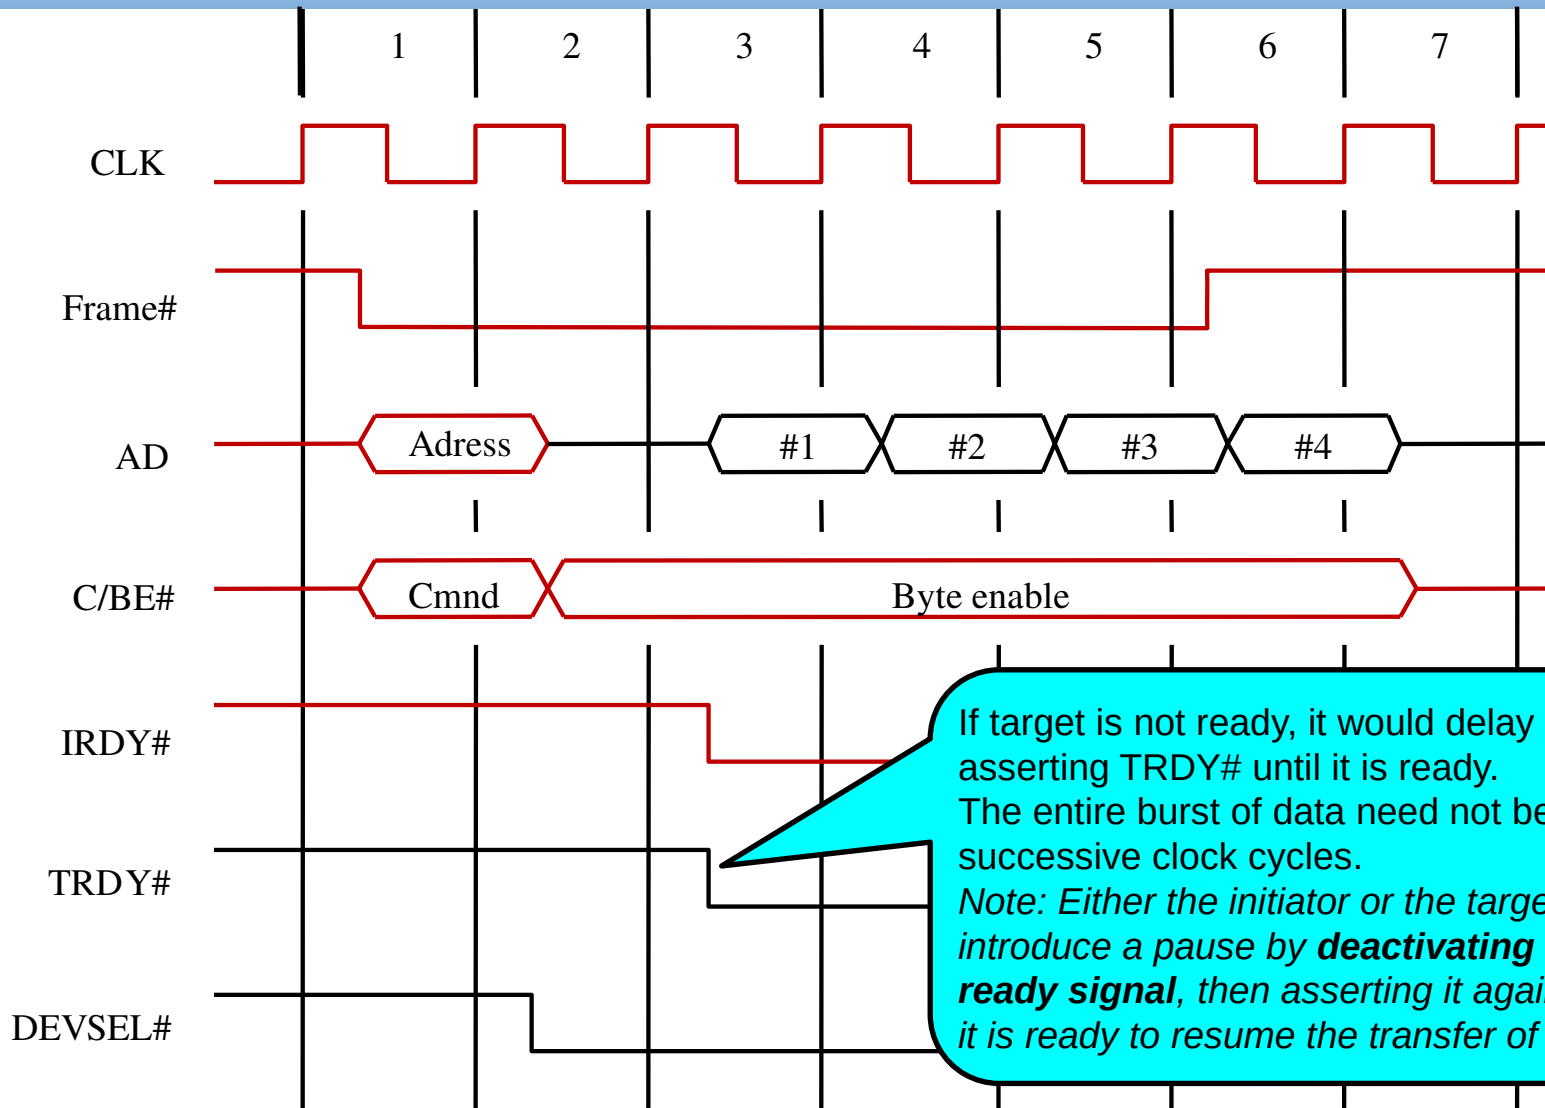 1 2 3 4 5 6 7
CLK
Frame#
AD Adress #1 #2 #3 #4
C/BE# Cmnd Byte enable
IRDY#
TRDY#
DEVSEL#
If target is not ready, it would delay
asserting TRDY# until it is ready.
The entire burst of data need not be
successive clock cycles.
Note: Either the initiator or the targe
introduce a pause by deactivating
ready signal, then asserting it agai
it is ready to resume the transfer of